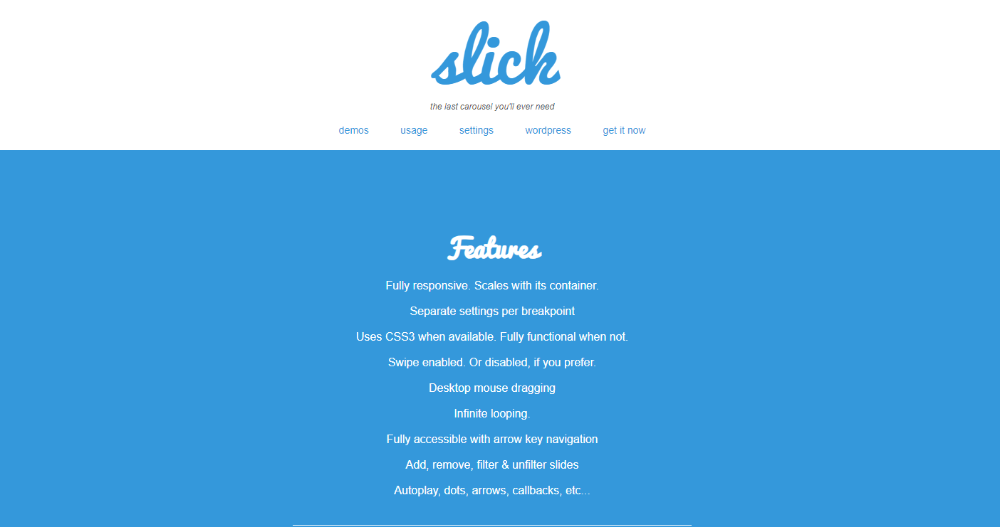 slick
the last carousel you'll ever need
demos usage settings wordpress get it now
Features
Fully responsive. Scales with its container.
Separate settings per breakpoint
Uses CSS3 when available. Fully functional when not.
Swipe enabled. Or disabled, if you prefer.
Desktop mouse dragging
Infinite looping.
Fully accessible with arrow key navigation
Add, remove, filter & unfilter slides
Autoplay, dots, arrows, callbacks, etc...